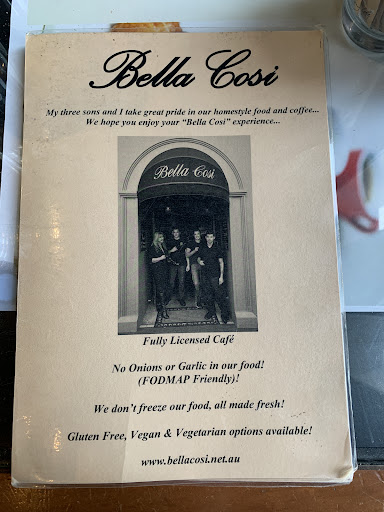 Bella Cosi
My three sons and I take great pride in our homestyle food and coffee...
We hope you enjoy your "Bella Cosi" experience...
Bella Cosi
Fully Licensed Café
No Onions or Garlic in our food!
(FODMAP Friendly)!
We don't freeze our food, all made fresh!
Gluten Free, Vegan & Vegetarian options available!
www.bellacosi.net.au